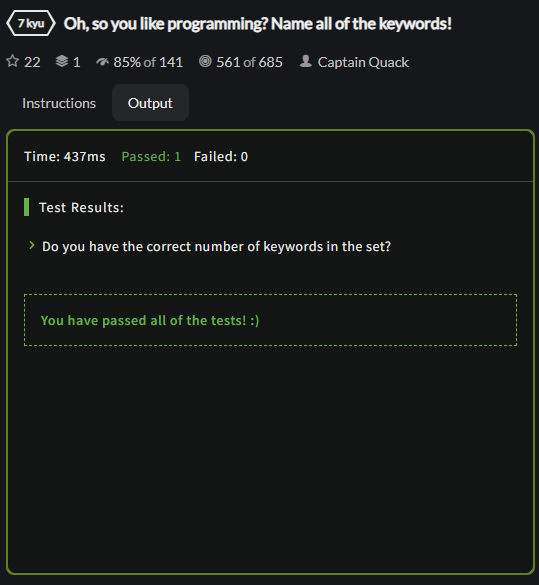 7 kyu Oh, so you like programming? Name all of the keywords!
22 1 85% of 141 561 of 685 Captain Quack
Instructions Output
Time: 437ms Passed: 1 Failed: 0
Test Results:
Do you have the correct number of keywords in the set?
You have passed all of the tests! :)